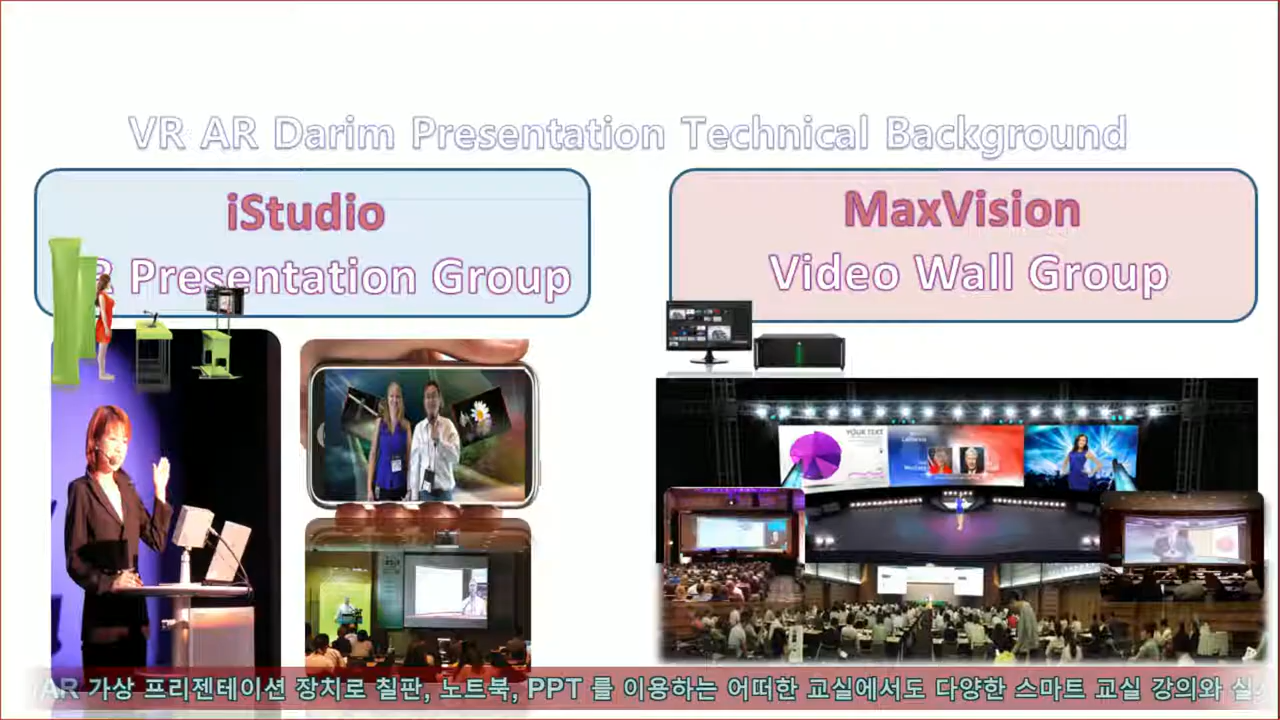 VR AR Darim Presentation Technical Background
iStudio
Presentation Group
MaxVision
Video Wall Group
YOUR TEXT
AR 가상 프리젠테이션 장치로 칠판, 노트북, PPT 를 이용하는 어떠한 교실에서도 다양한 스마트 교실 강의와